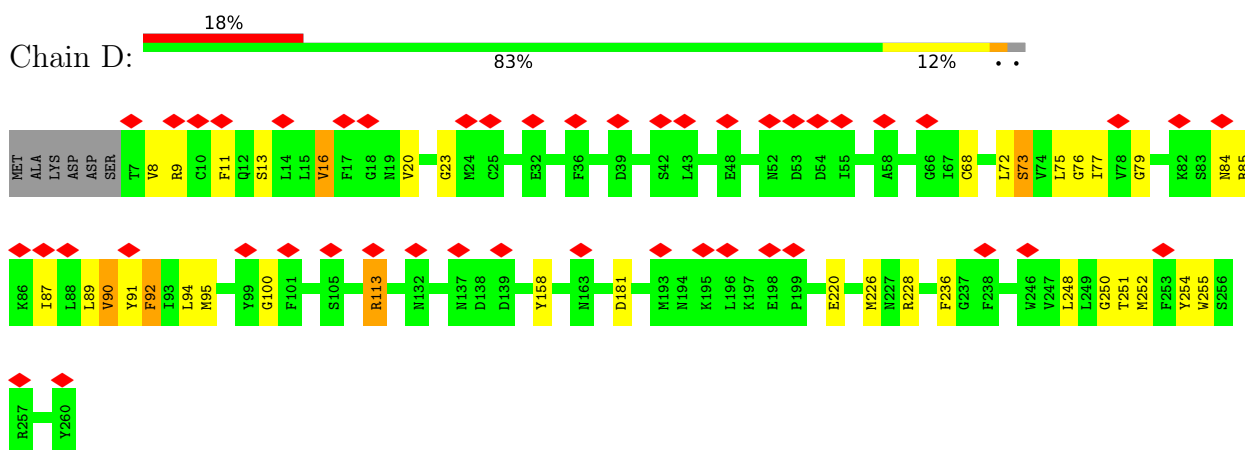 18%
Chain D:
83% 12% • •
MET ALA LYS ASP ASP SER T7 V8 R9 C10 F11 Q12 S13 L14 L15 V16 F17 G18 N19 V20 G23 M24 C25 E32 F36 D39 S42 L43 E48 N52 D53 D54 I55 A58 G66 I67 C68 L72 S73 V74 L75 G76 I77 V78 G79 K82 S83 N84 R85
K86 I87 L88 L89 V90 Y91 F92 I93 L94 M95 Y99 G100 F101 S105 R113 N132 N137 D138 D139 Y158 N163 D181 M193 N194 K195 L196 K197 E198 P199 E220 M226 N227 R228 F236 G237 F238 W246 V247 L248 L249 G250 T251 M252 F253 Y254 W255 S256
R257 Y260